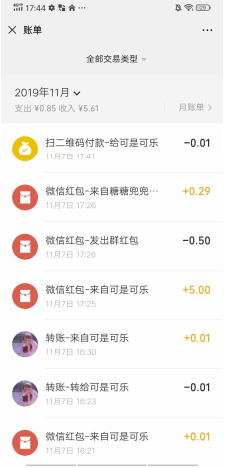 17:44
账单
全部交易类型
2019年11月
支出 ¥0.85 收入 ¥5.61
月账单
扫二维码付款-给可是可乐
-0.01
11月7日 17:41
微信红包-来自糖糖兜兜…
+0.29
11月7日 17:26
微信红包-发出群红包
-0.50
11月7日 17:26
微信红包-来自可是可乐
+5.00
11月7日 17:25
转账-来自可是可乐
+0.01
11月7日 16:30
转账-转给可是可乐
-0.01
11月7日 16:23
微信红包-来自可是可乐
+0.01
11月7日 16:21